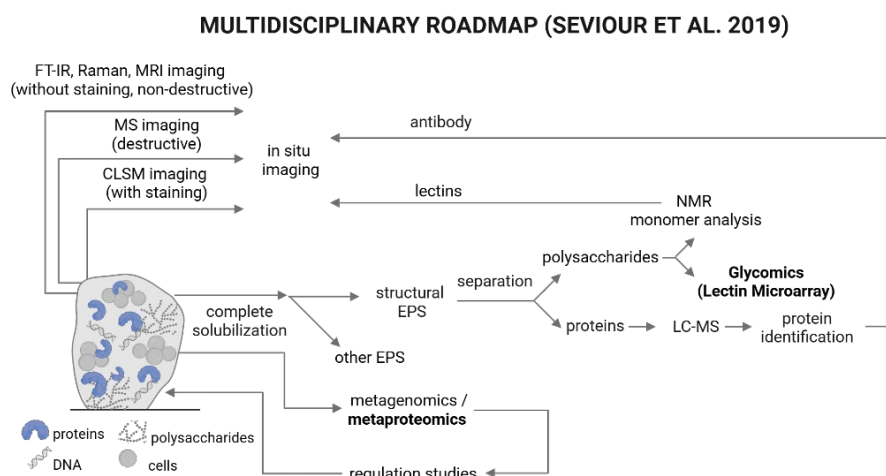 MULTIDISCIPLINARY ROADMAP (SEVIOUR ET AL. 2019)
FT-IR, Raman, MRI imaging
(without staining, non-destructive)
MS imaging
(destructive)
CLSM imaging
(with staining)
in situ
imaging
antibody
lectins
NMR
monomer analysis
polysaccharides
Glycomics
(Lectin Microarray)
separation
structural
EPS
complete
solubilization
proteins
LC-MS
protein
identification
other EPS
metagenomics /
metaproteomics
regulation studies
proteins
polysaccharides
DNA
cells